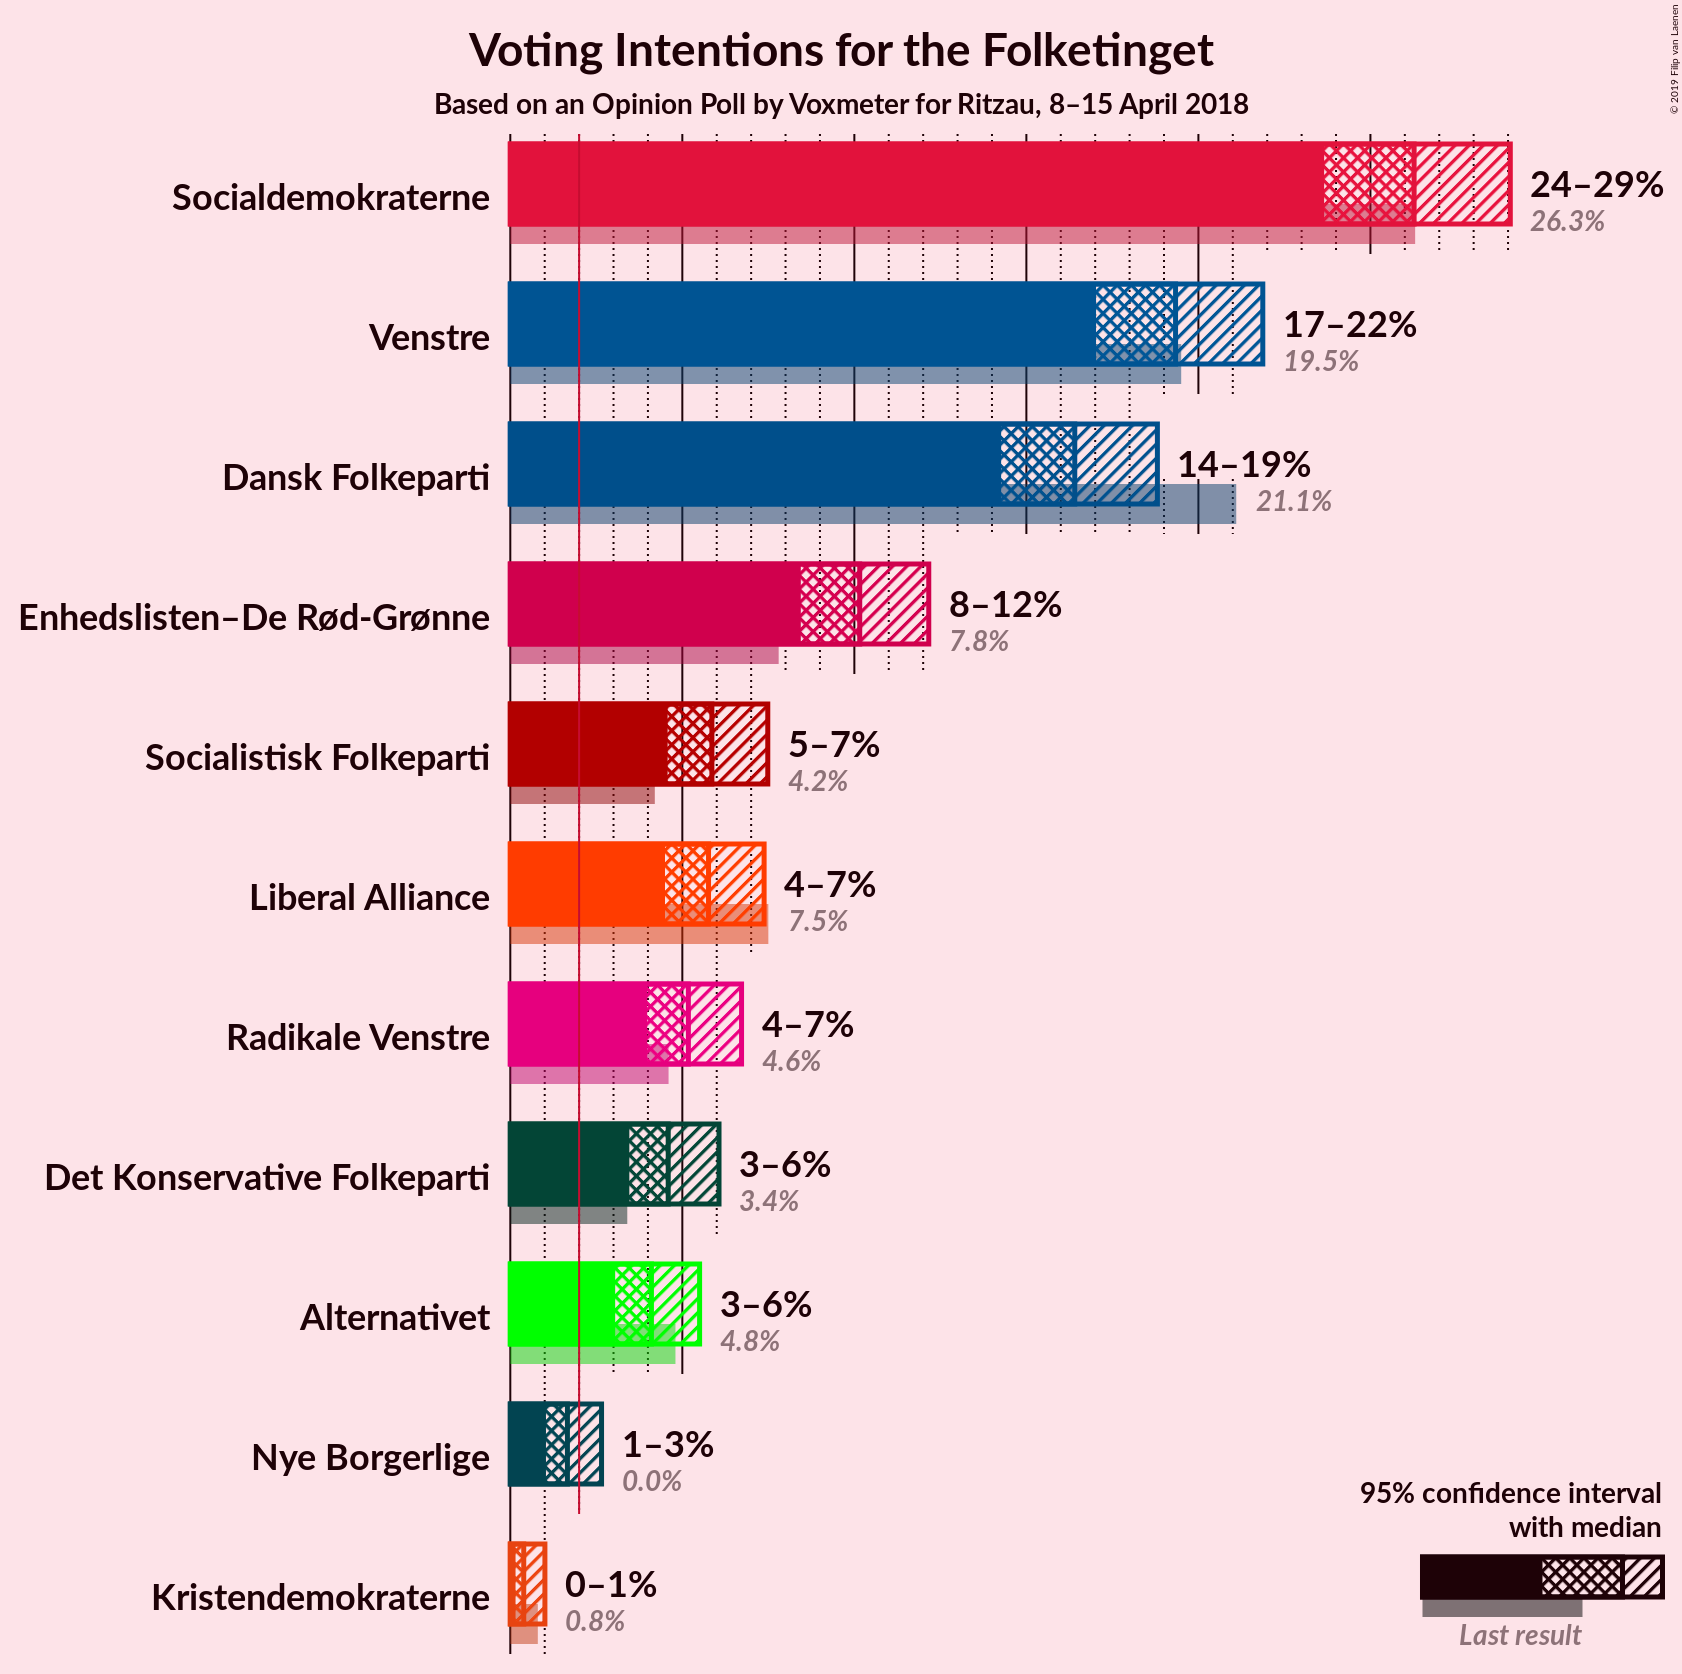 Voting Intentions for the Folketinget
Based on an Opinion Poll by Voxmeter for Ritzau, 8–15 April 2018
© 2019 Filip van Laenen
Socialdemokraterne
24–29%
26.3%
Venstre
17–22%
19.5%
Dansk Folkeparti
14–19%
21.1%
Enhedslisten–De Rød-Grønne
8–12%
7.8%
Socialistisk Folkeparti
5–7%
4.2%
Liberal Alliance
4–7%
7.5%
Radikale Venstre
4–7%
4.6%
Det Konservative Folkeparti
3–6%
3.4%
Alternativet
3–6%
4.8%
Nye Borgerlige
1–3%
0.0%
Kristendemokraterne
0–1%
0.8%
95% confidence interval
with median
Last result